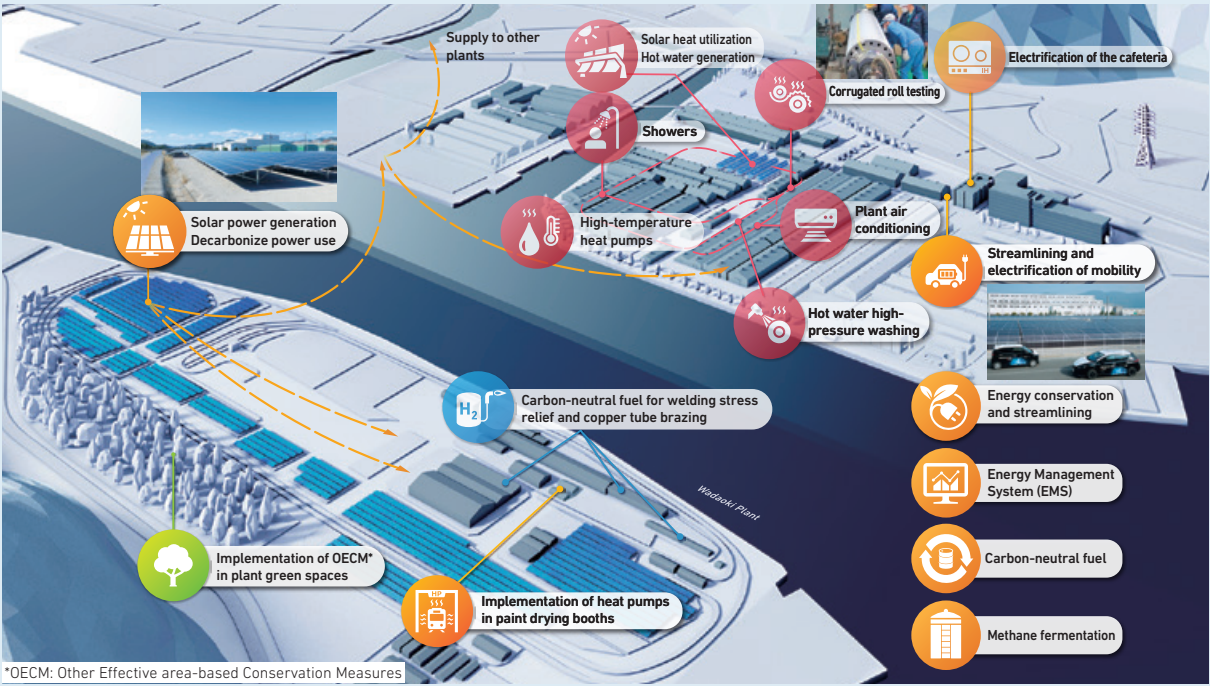 Supply to other
plants
Solar heat utilization
Hot water generation
Corrugated roll testing
IH
Electrification of the cafeteria
Showers
Solar power generation
Decarbonize power use
High-temperature
heat pumps
Plant air
conditioning
Streamlining and
electrification of mobility
Hot water high-
pressure washing
H2
Carbon-neutral fuel for welding stress
relief and copper tube brazing
Energy conservation
and streamlining
Energy Management
System (EMS)
Wadaoki Plant
Implementation of OECM*
in plant green spaces
Carbon-neutral fuel
HP
Implementation of heat pumps
in paint drying booths
Methane fermentation
*OECM: Other Effective area-based Conservation Measures